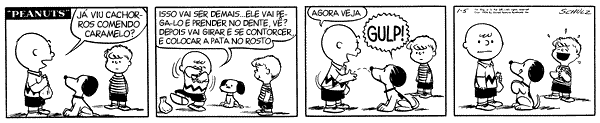 "PEANUTS"
JÁ VIU CACHOR-
ROS COMENDO
CARAMELO?
ISSO VAI SER DEMAIS...ELE VAI PE-
GA-LO E PRENDER NO DENTE, VÊ?
DEPOIS VAI GIRAR E SE CONTORCER
E COLOCAR A PATA NO ROSTO
AGORA VEJA
GULP!
1-5
SCHULZ